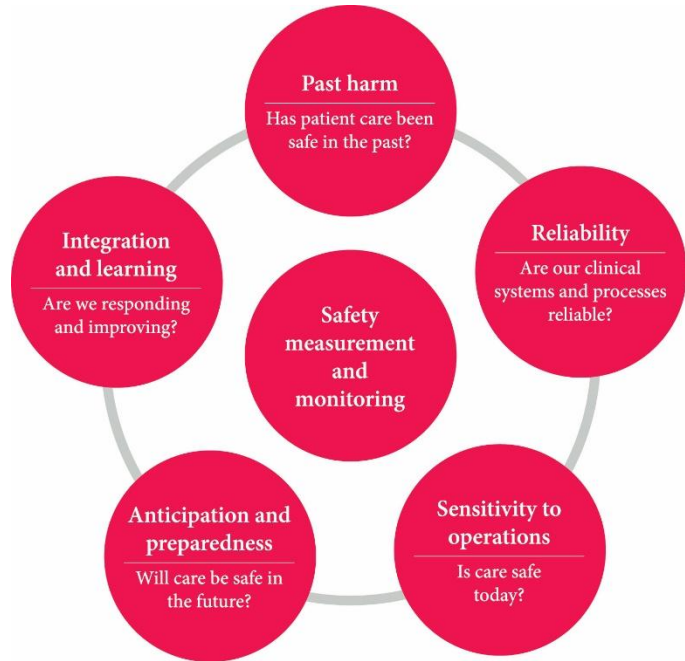 Past harm
Has patient care been
safe in the past?
Reliability
Are our clinical
systems and processes
reliable?
Sensitivity to
operations
Is care safe
today?
Anticipation and
preparedness
Will care be safe in
the future?
Integration
and learning
Are we responding
and improving?
Safety
measurement
and
monitoring